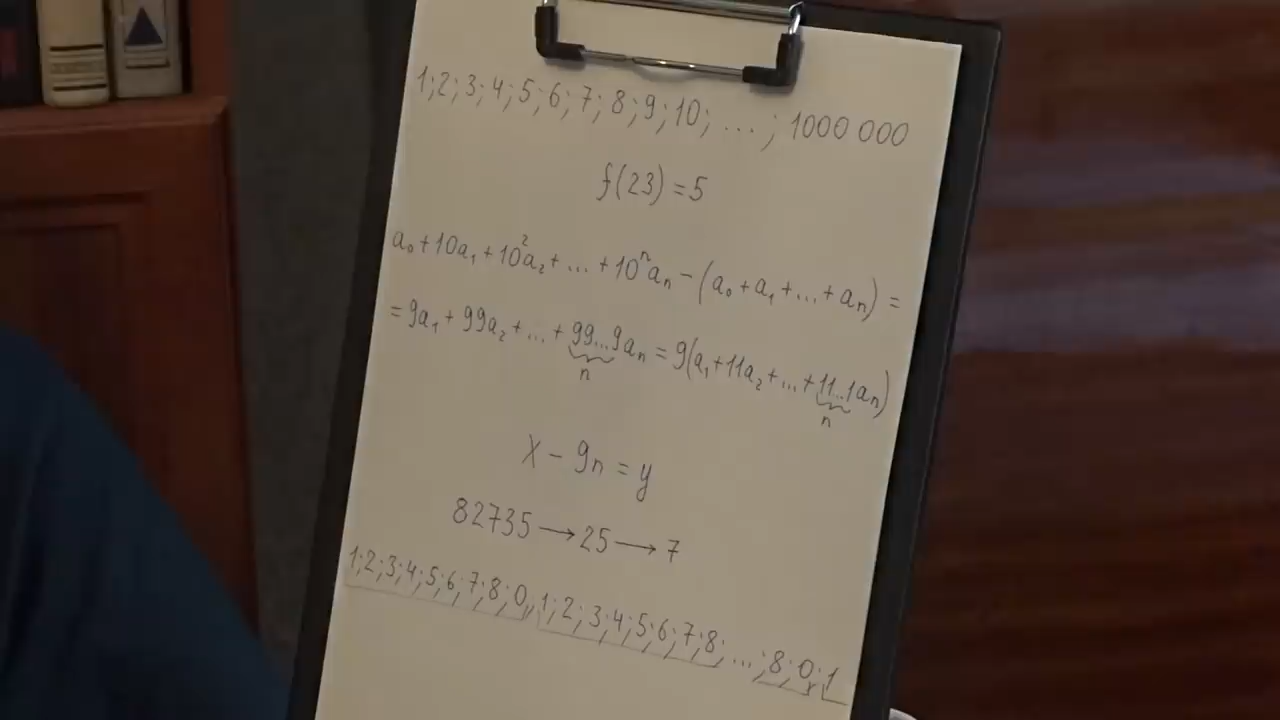 1;2;3;4;5;6;7;8;9;10; ... ; 1000 000
f(23) = 5
a₀ + 10a₁ + 10²a₂ + ... + 10ⁿaₙ − (a₀ + a₁ + ... + aₙ) =
= 9a₁ + 99a₂ + ... + 99...9aₙ = 9(a₁ + 11a₂ + ... + 11...1aₙ)
n n
x − 9n = y
82735 → 25 → 7
1;2;3;4;5;6;7;8;0; 1;2;3;4;5;6;7;8; ... ;8;0;1